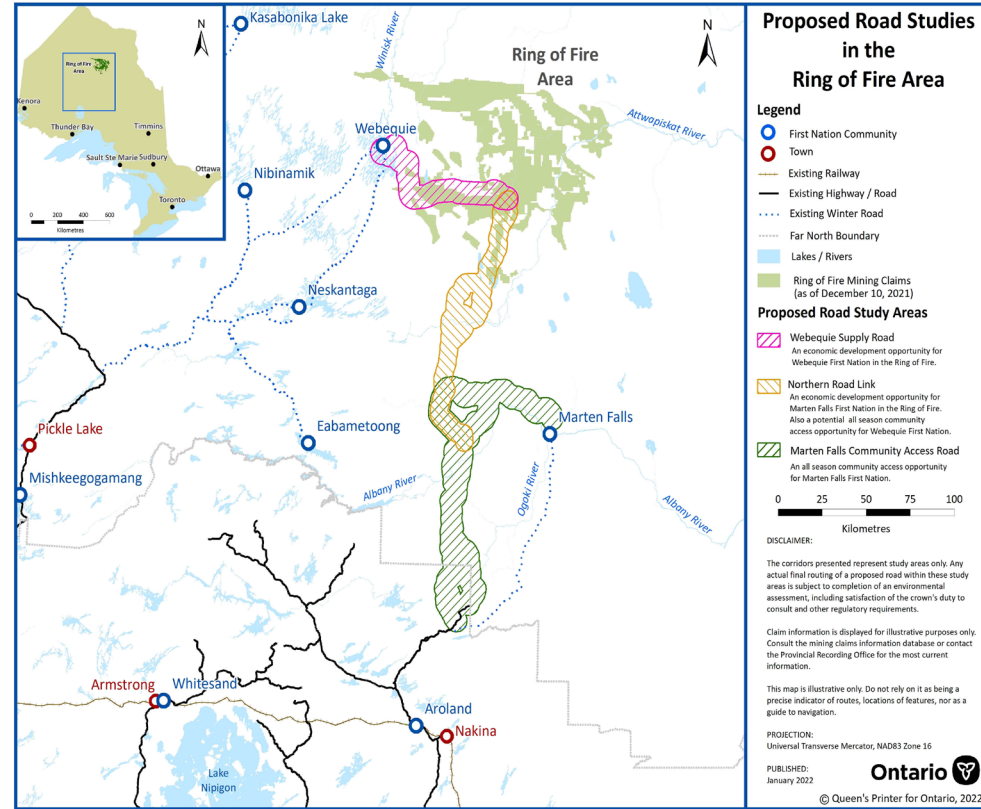 Kasabonika Lake
Winisk River
N
N
Ring of Fire
Area
Ring of Fire
Area
Kenora
Thunder Bay
Timmins
Sault Ste Marie
Sudbury
Ottawa
Toronto
0 200 400 600
Kilometres
Attwapiskat River
Webequie
Nibinamik
Neskantaga
Marten Falls
Eabametoong
Pickle Lake
Mishkeegogamang
Albany River
Ogoki River
Albany River
Armstrong
Whitesand
Aroland
Nakina
Lake
Nipigon
Proposed Road Studies
in the
Ring of Fire Area
Legend
First Nation Community
Town
Existing Railway
Existing Highway / Road
Existing Winter Road
Far North Boundary
Lakes / Rivers
Ring of Fire Mining Claims
(as of December 10, 2021)
Proposed Road Study Areas
Webequie Supply Road
An economic development opportunity for
Webequie First Nation in the Ring of Fire.
Northern Road Link
An economic development opportunity for
Marten Falls First Nation in the Ring of Fire.
Also a potential all season community
access opportunity for Webequie First Nation.
Marten Falls Community Access Road
An all season community access opportunity
for Marten Falls First Nation.
0 25 50 75 100
Kilometres
DISCLAIMER:
The corridors presented represent study areas only. Any
actual final routing of a proposed road within these study
areas is subject to completion of an environmental
assessment, including satisfaction of the crown's duty to
consult and other regulatory requirements.
Claim information is displayed for illustrative purposes only.
Consult the mining claims information database or contact
the Provincial Recording Office for the most current
information.
This map is illustrative only. Do not rely on it as being a
precise indicator of routes, locations of features, nor as a
guide to navigation.
PROJECTION:
Universal Transverse Mercator, NAD83 Zone 16
PUBLISHED:
January 2022
Ontario
© Queen's Printer for Ontario, 2022